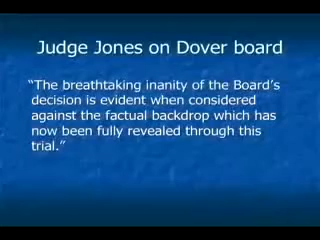 Judge Jones on Dover board
“The breathtaking inanity of the Board’s
decision is evident when considered
against the factual backdrop which has
now been fully revealed through this
trial.”